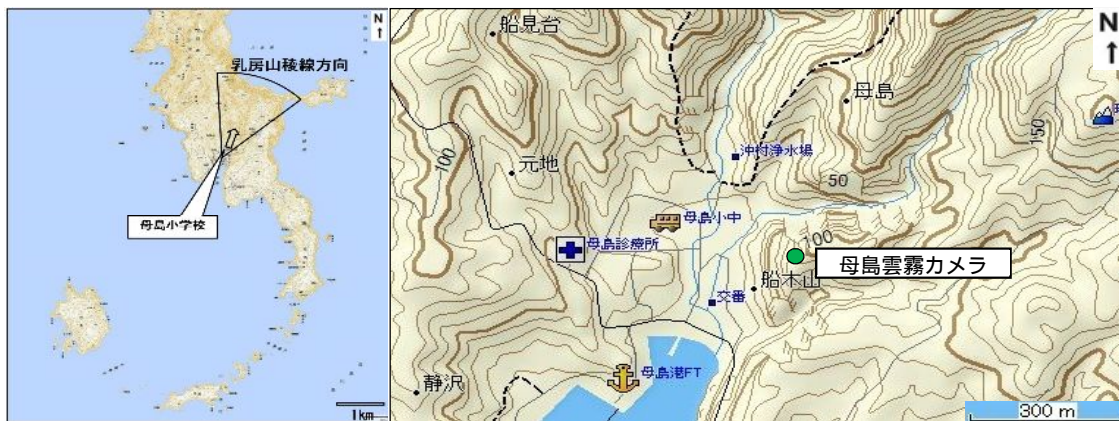 N
↑
乳房山稜線方向
母島小学校
1km
N
↑
船見台
母島
150
沖村浄水場
100
元地
50
母島小中
母島診療所
100
母島雲霧カメラ
船木山
交番
静沢
母島港FT
300 m